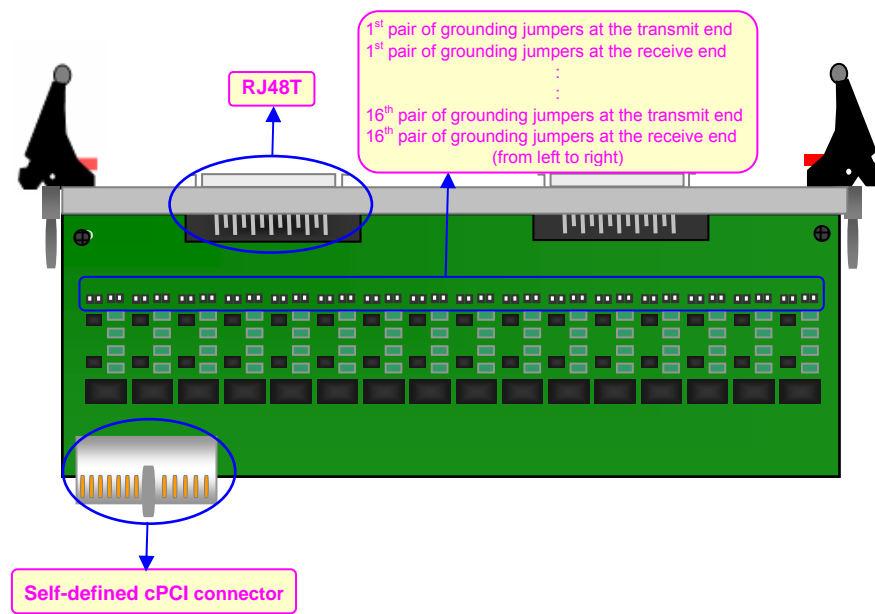 1st pair of grounding jumpers at the transmit end
1st pair of grounding jumpers at the receive end
:
:
16th pair of grounding jumpers at the transmit end
16th pair of grounding jumpers at the receive end
(from left to right)
RJ48T
Self-defined cPCI connector